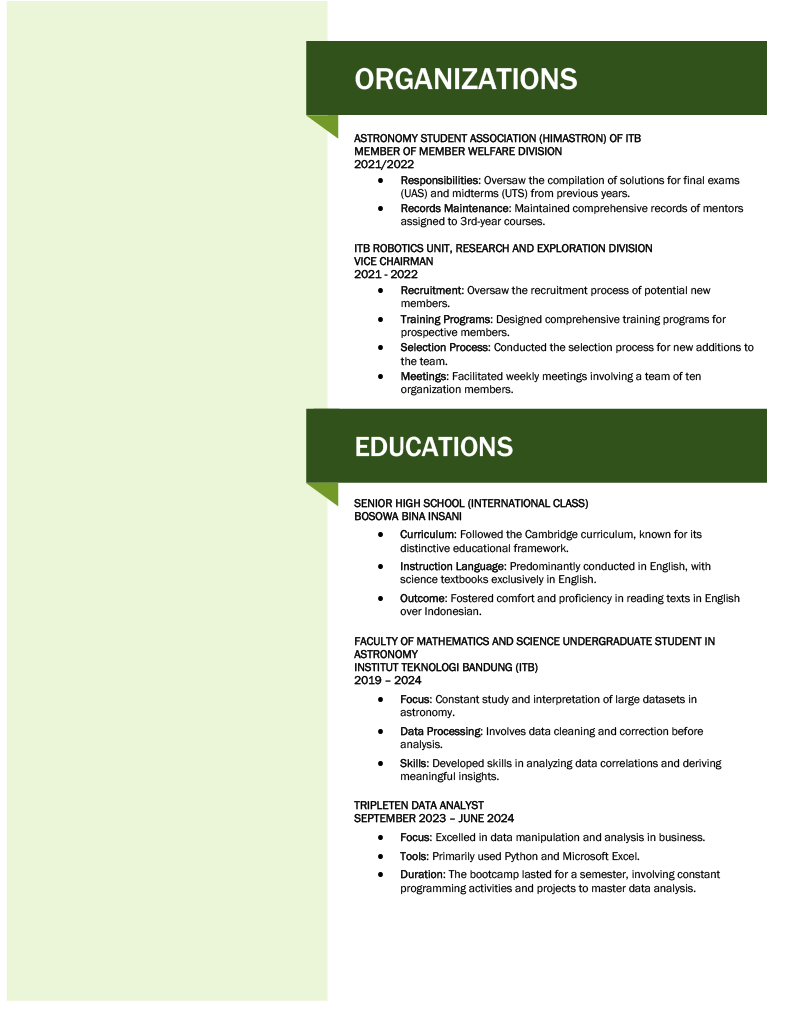 ORGANIZATIONS
ASTRONOMY STUDENT ASSOCIATION (HIMASTRON) OF ITB
MEMBER OF MEMBER WELFARE DIVISION
2021/2022
● Responsibilities: Oversaw the compilation of solutions for final exams
(UAS) and midterms (UTS) from previous years.
● Records Maintenance: Maintained comprehensive records of mentors
assigned to 3rd-year courses.
ITB ROBOTICS UNIT, RESEARCH AND EXPLORATION DIVISION
VICE CHAIRMAN
2021 - 2022
● Recruitment: Oversaw the recruitment process of potential new
members.
● Training Programs: Designed comprehensive training programs for
prospective members.
● Selection Process: Conducted the selection process for new additions to
the team.
● Meetings: Facilitated weekly meetings involving a team of ten
organization members.
EDUCATIONS
SENIOR HIGH SCHOOL (INTERNATIONAL CLASS)
BOSOWA BINA INSANI
● Curriculum: Followed the Cambridge curriculum, known for its
distinctive educational framework.
● Instruction Language: Predominantly conducted in English, with
science textbooks exclusively in English.
● Outcome: Fostered comfort and proficiency in reading texts in English
over Indonesian.
FACULTY OF MATHEMATICS AND SCIENCE UNDERGRADUATE STUDENT IN
ASTRONOMY
INSTITUT TEKNOLOGI BANDUNG (ITB)
2019 – 2024
● Focus: Constant study and interpretation of large datasets in
astronomy.
● Data Processing: Involves data cleaning and correction before
analysis.
● Skills: Developed skills in analyzing data correlations and deriving
meaningful insights.
TRIPLETEN DATA ANALYST
SEPTEMBER 2023 – JUNE 2024
● Focus: Excelled in data manipulation and analysis in business.
● Tools: Primarily used Python and Microsoft Excel.
● Duration: The bootcamp lasted for a semester, involving constant
programming activities and projects to master data analysis.